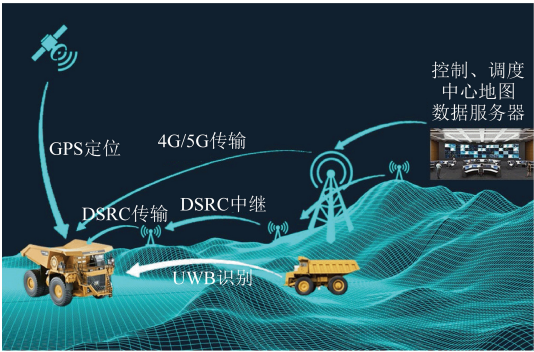 控制、调度
中心地图
数据服务器
4G/5G传输
GPS定位
DSRC中继
DSRC传输
UWB识别